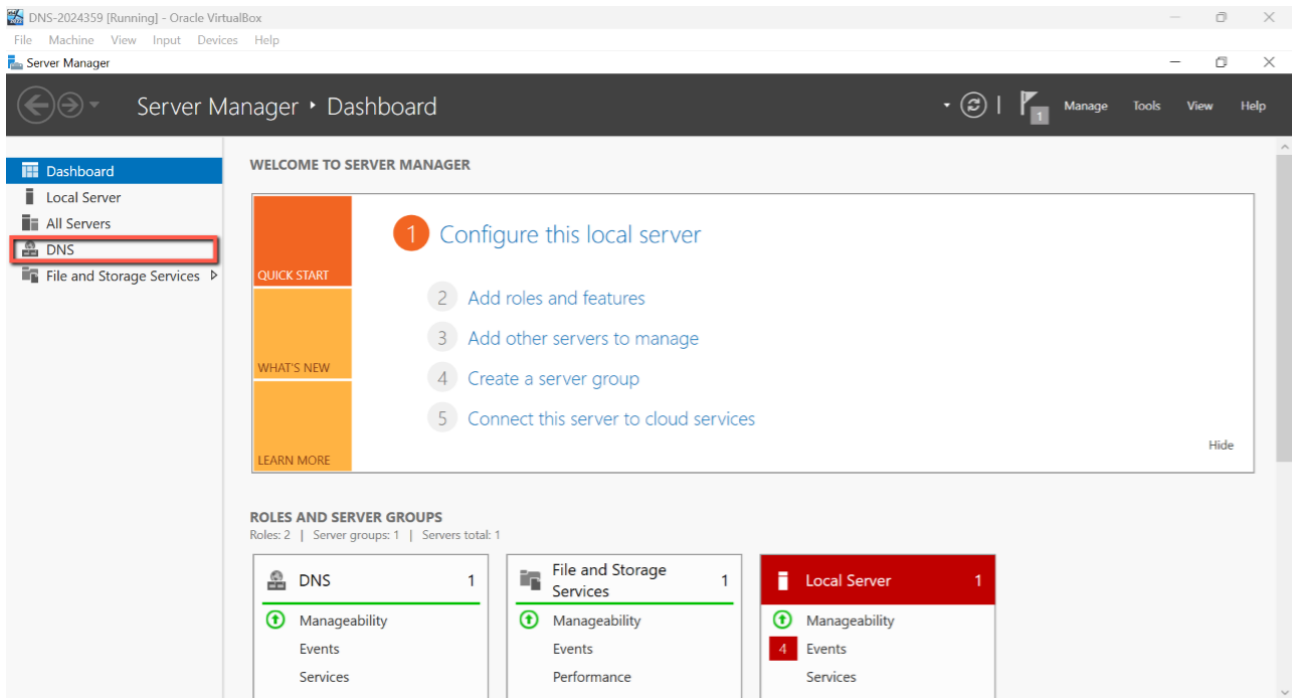 DNS-2024359 [Running] - Oracle VirtualBox
File Machine View Input Devices Help
Server Manager
Server Manager ‣ Dashboard
1
Manage Tools View Help
Dashboard
Local Server
All Servers
DNS
File and Storage Services
WELCOME TO SERVER MANAGER
QUICK START
WHAT'S NEW
LEARN MORE
1 Configure this local server
2 Add roles and features
3 Add other servers to manage
4 Create a server group
5 Connect this server to cloud services
Hide
ROLES AND SERVER GROUPS
Roles: 2 | Server groups: 1 | Servers total: 1
DNS 1
Manageability
Events
Services
File and Storage
Services 1
Manageability
Events
Performance
Local Server 1
Manageability
4 Events
Services